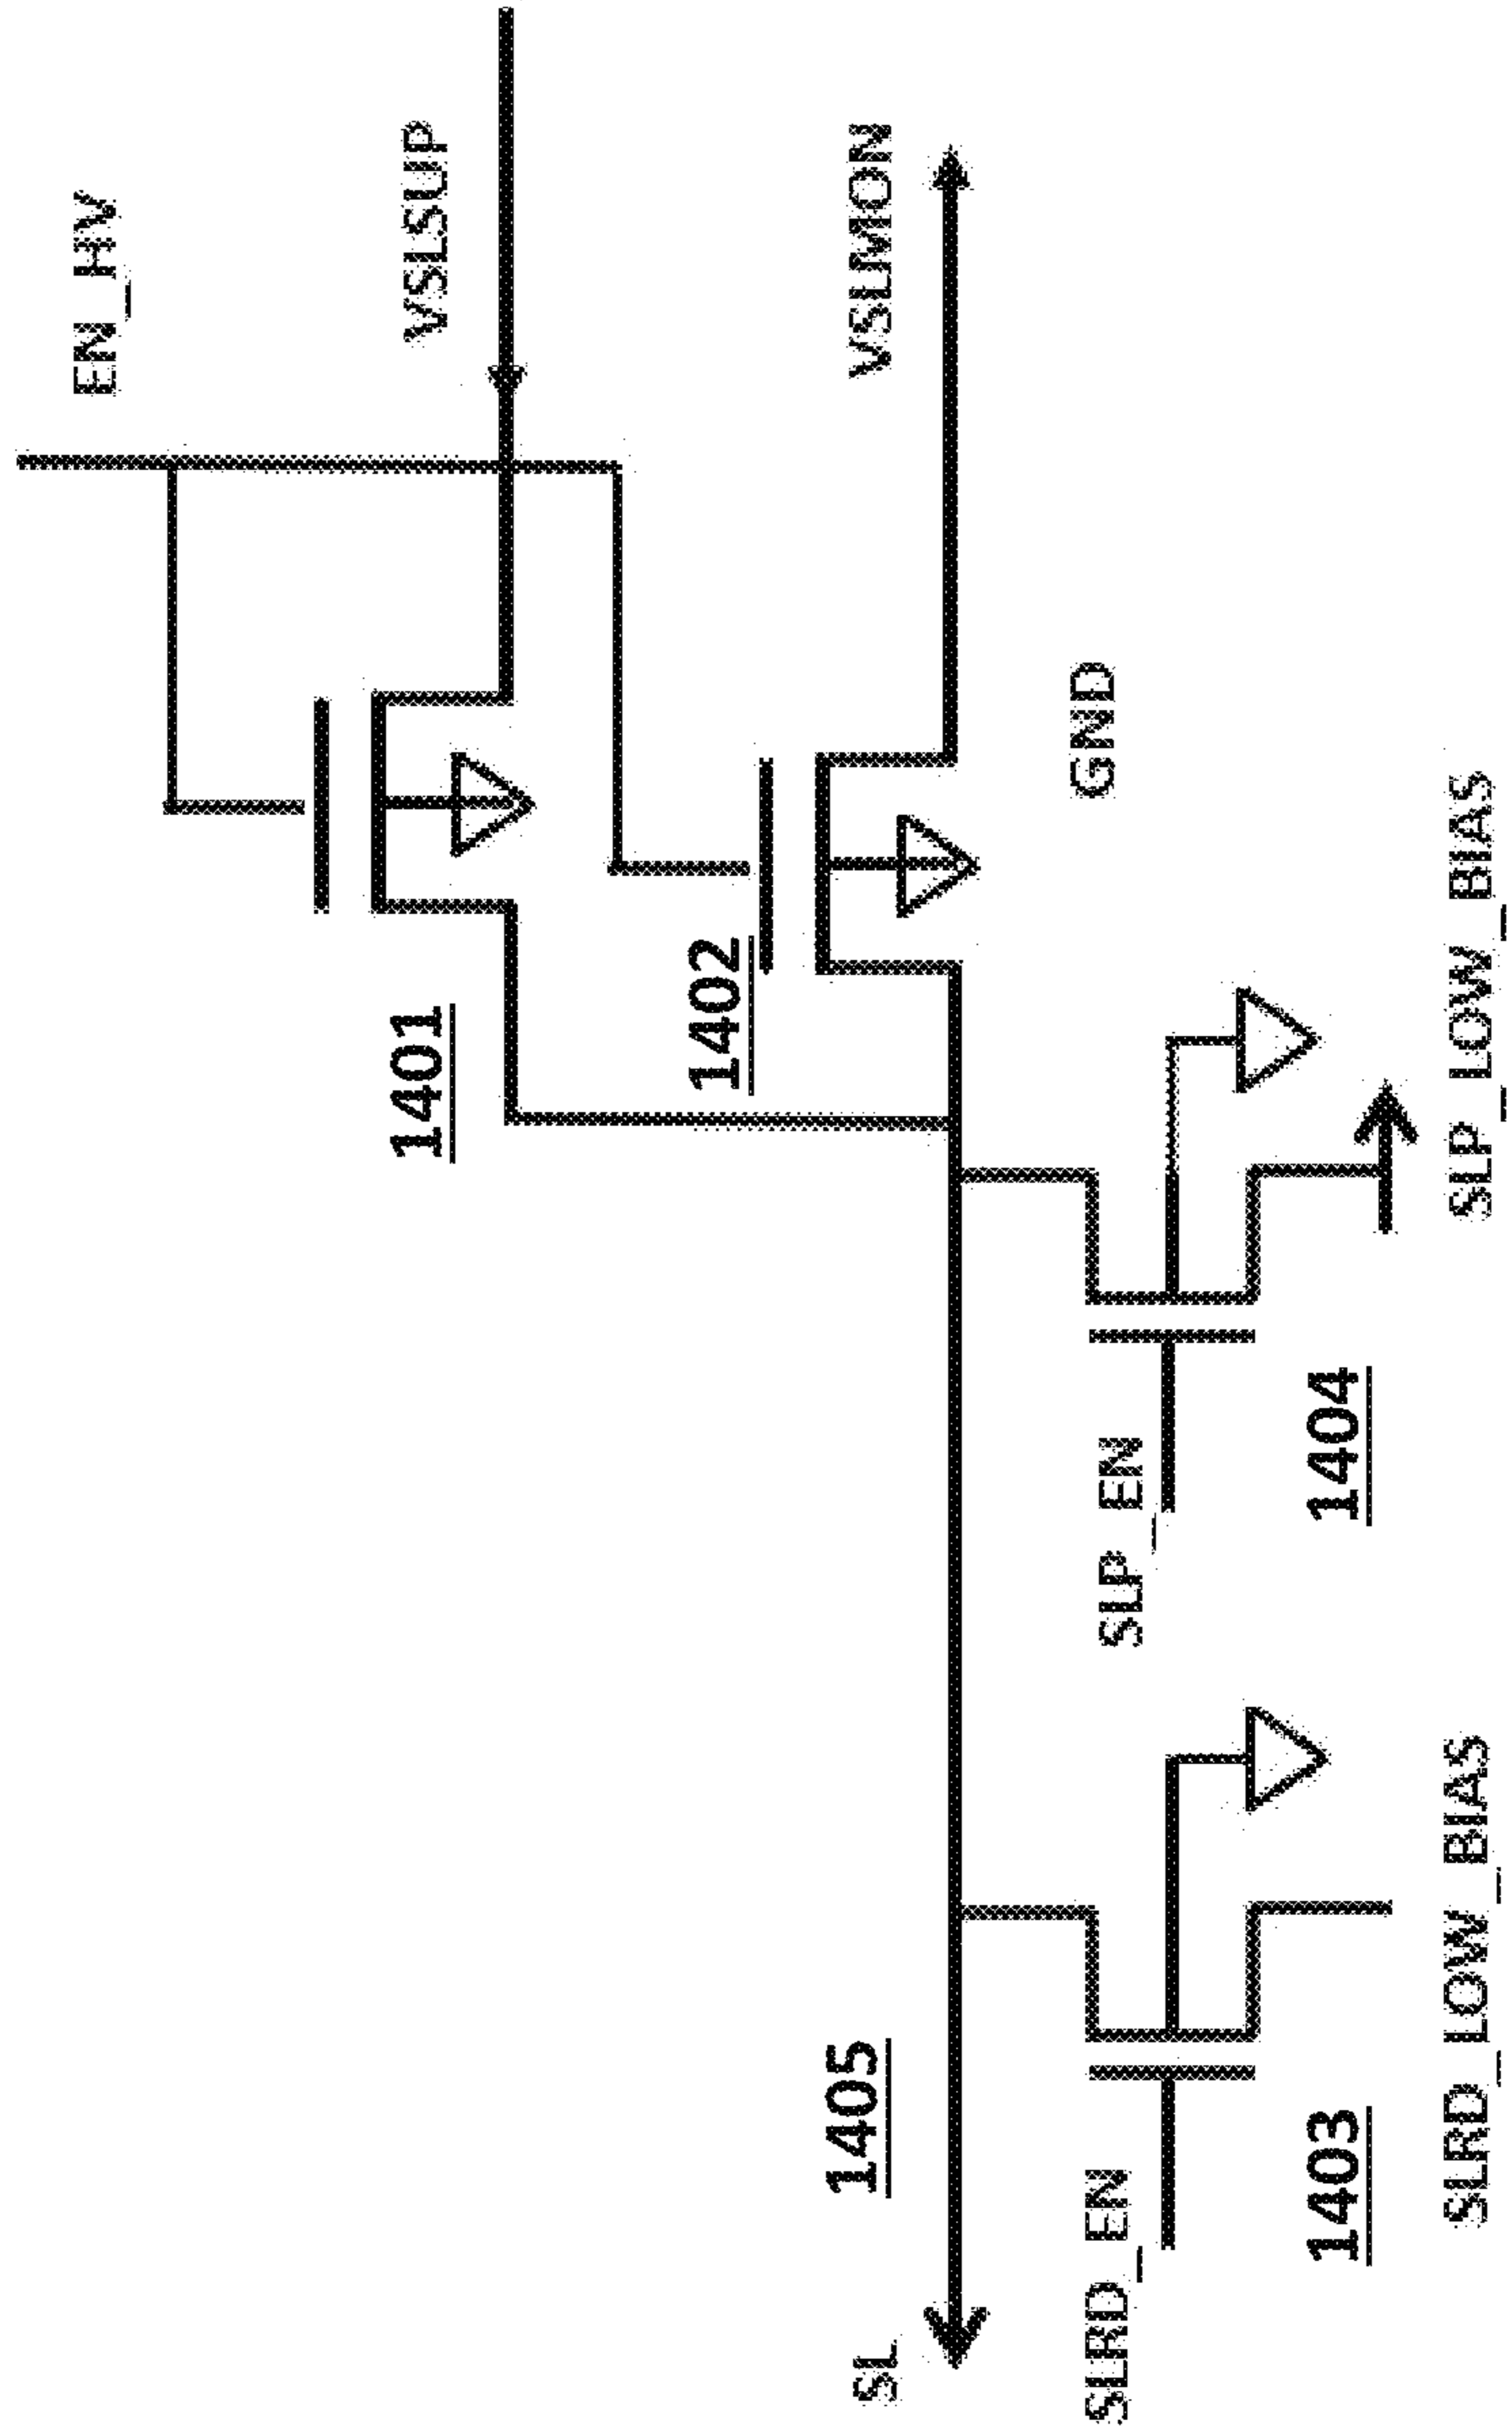 EN_HV
VSLSUP
1401
VSLMON
1402
1405
SL
GND
SLP_EN
SLRD_EN
1404
1403
SLP_LOW_BIAS
SLRD_LOW_BIAS